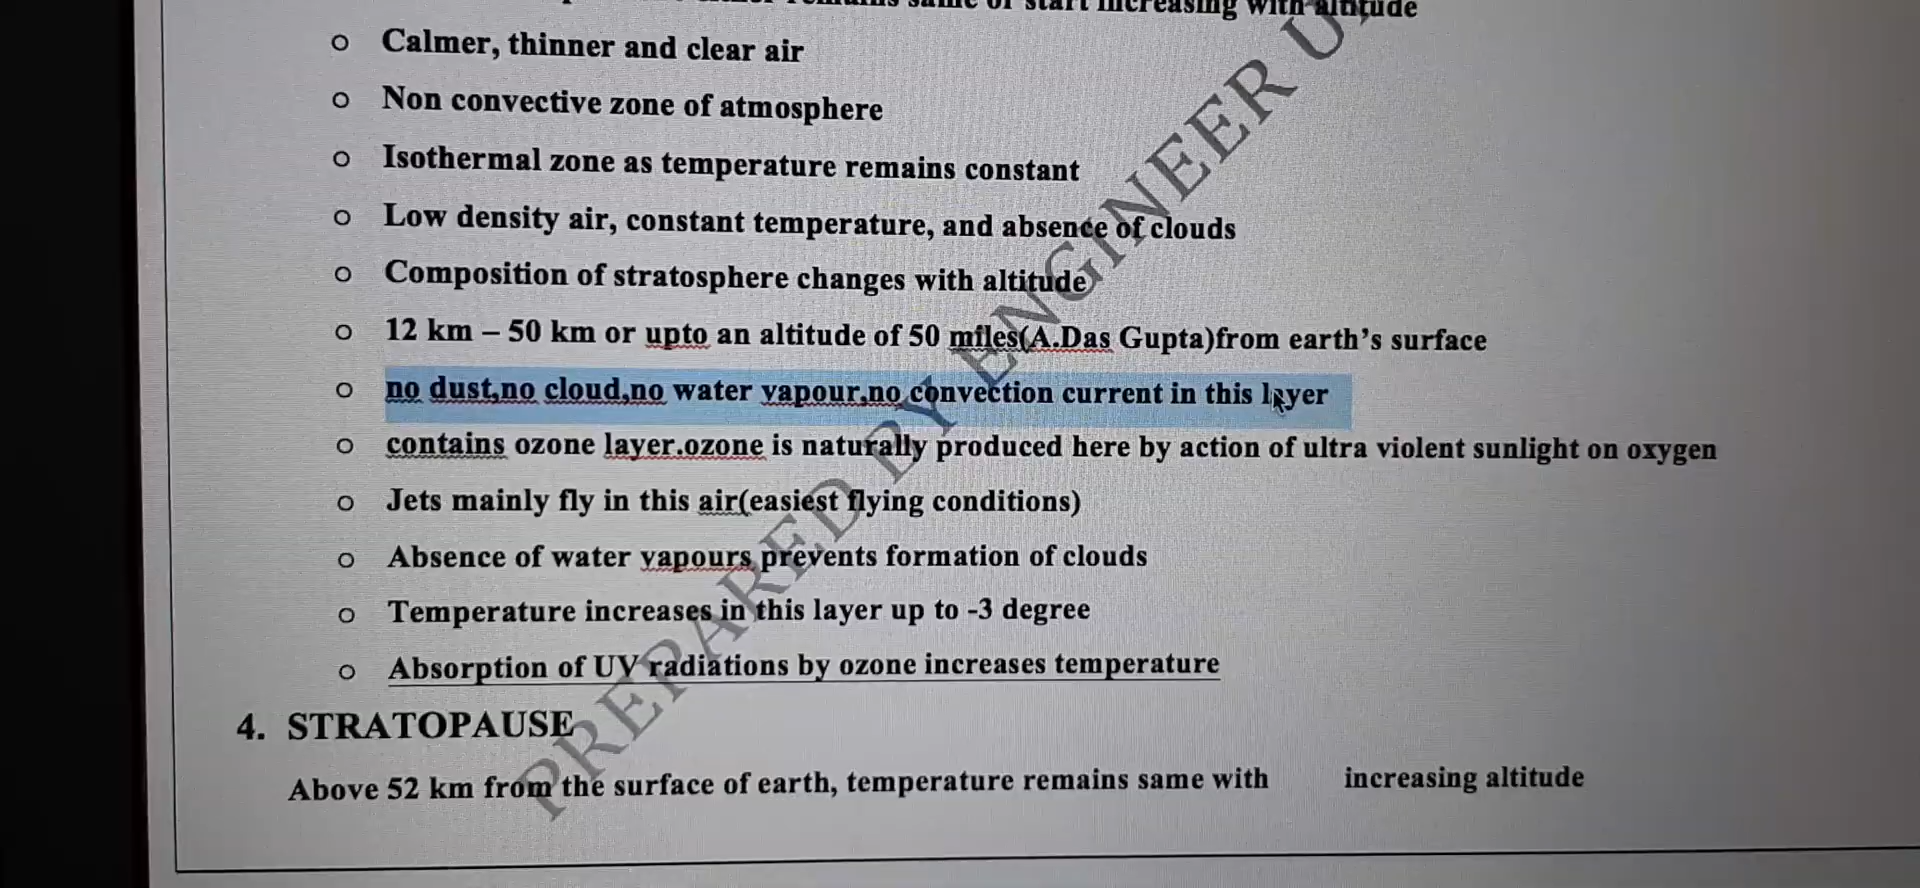 start increasing with altitude
o Calmer, thinner and clear air
o Non convective zone of atmosphere
o Isothermal zone as temperature remains constant
o Low density air, constant temperature, and absence of clouds
o Composition of stratosphere changes with altitude
o 12 km – 50 km or upto an altitude of 50 miles(A.Das Gupta)from earth's surface
o no dust,no cloud,no water vapour,no convection current in this layer
o contains ozone layer.ozone is naturally produced here by action of ultra violent sunlight on oxygen
o Jets mainly fly in this air(easiest flying conditions)
o Absence of water vapours prevents formation of clouds
o Temperature increases in this layer up to -3 degree
o Absorption of UV radiations by ozone increases temperature
4. STRATOPAUSE
Above 52 km from the surface of earth, temperature remains same with increasing altitude
PREPARED BY ENGINEER